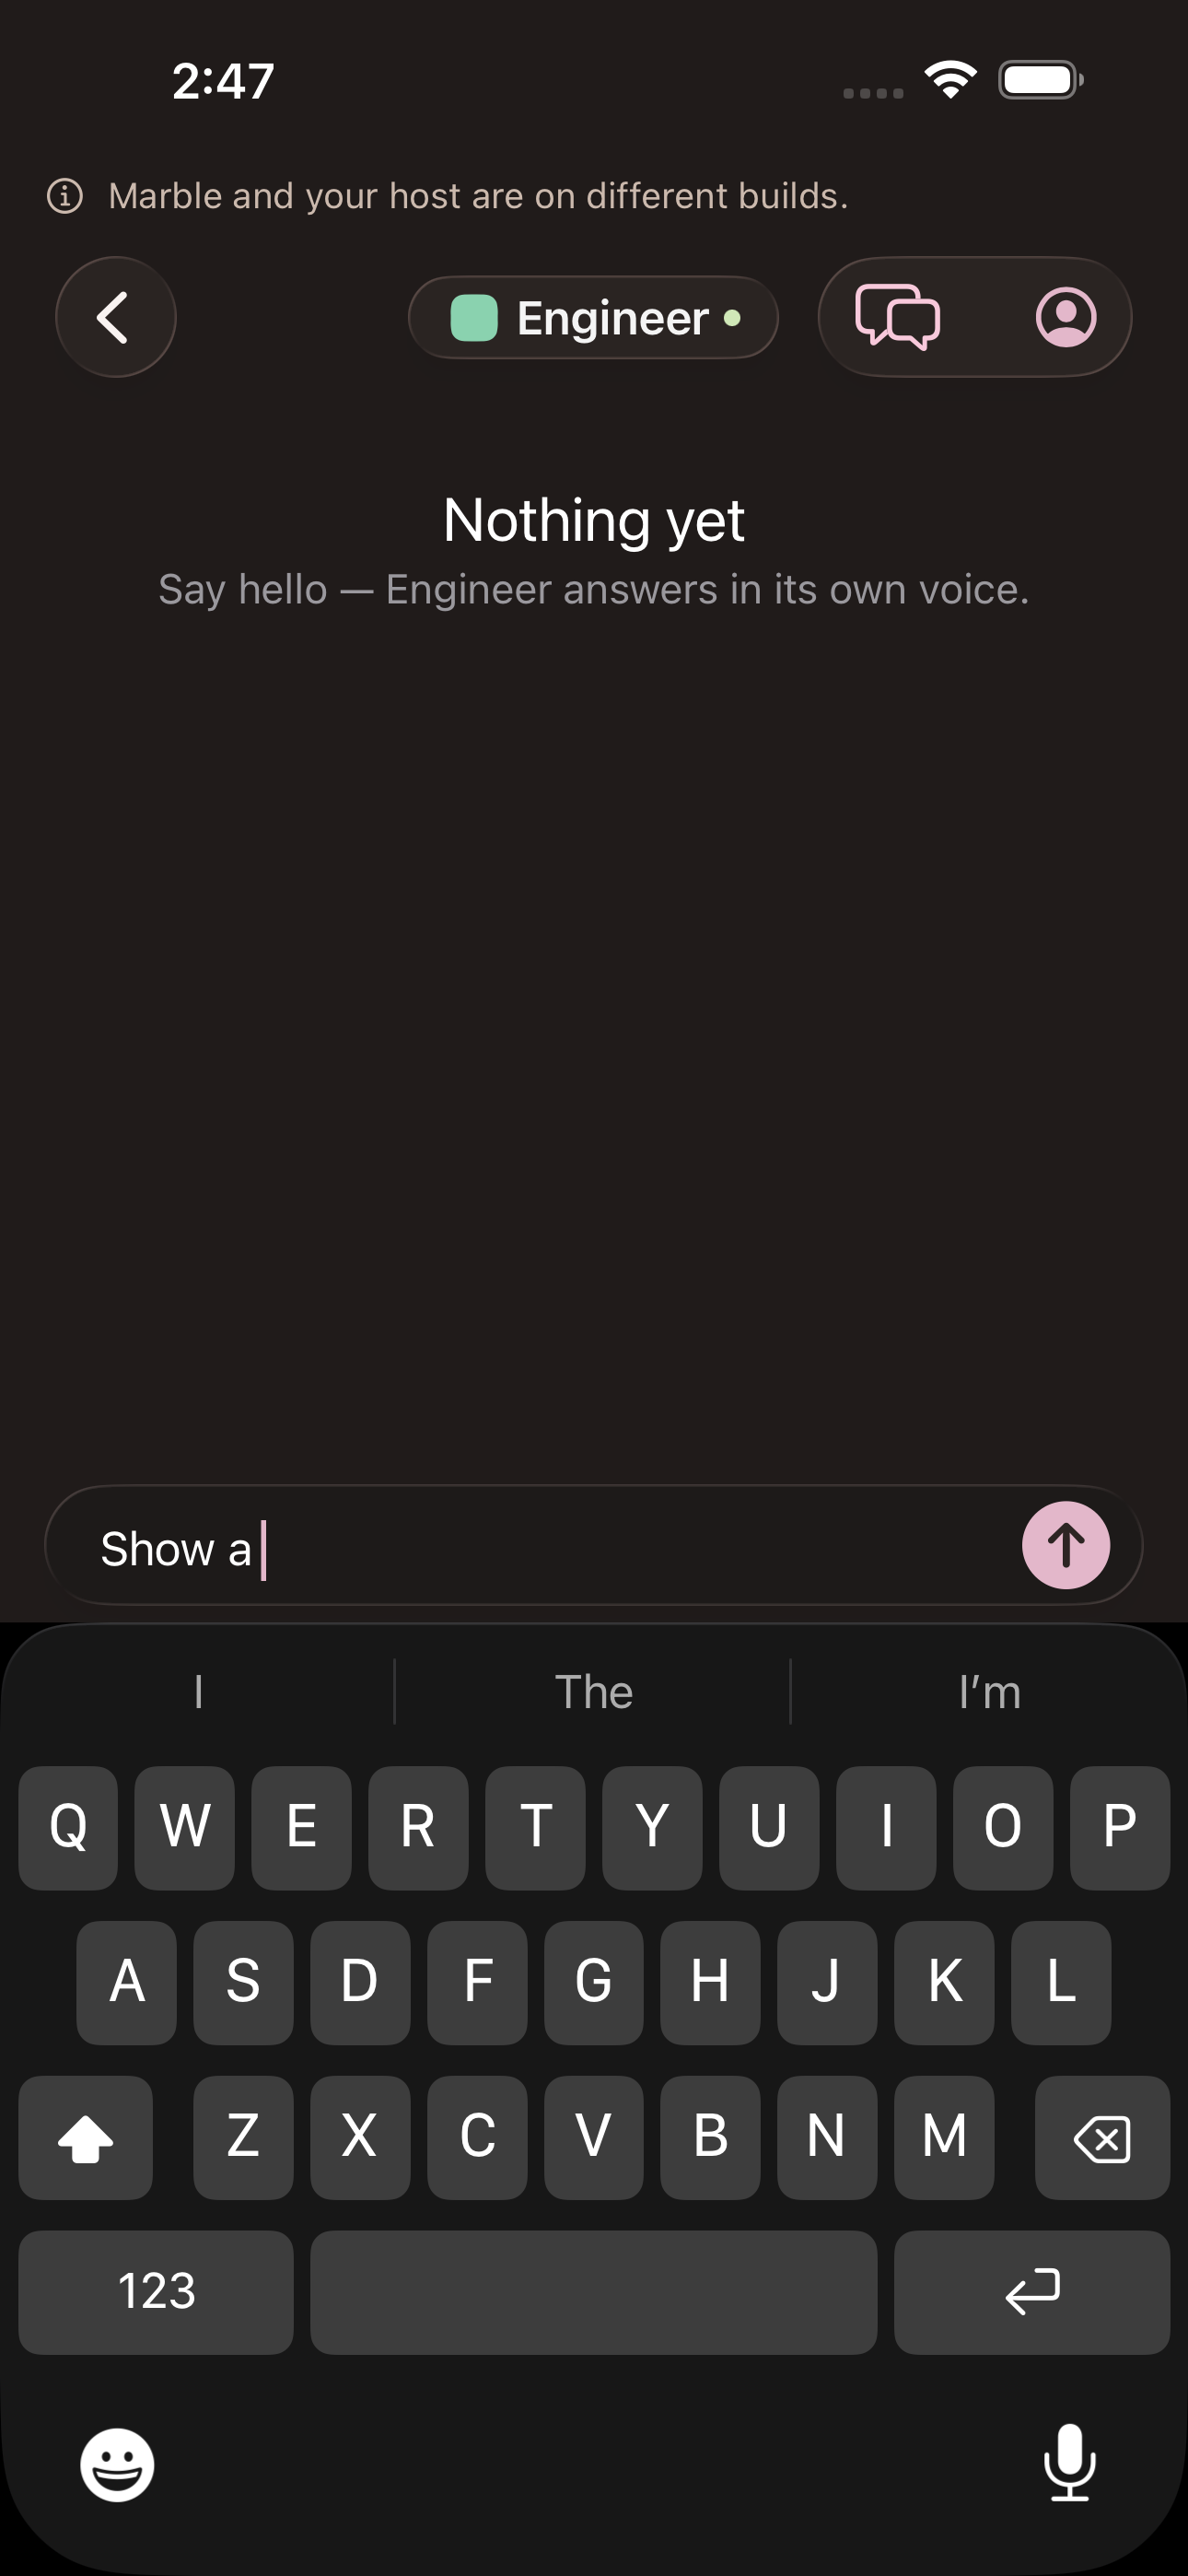 2:47
Marble and your host are on different builds.
Engineer
Nothing yet
Say hello — Engineer answers in its own voice.
Show a
I The I’m
Q W E R T Y U I O P
A S D F G H J K L
Z X C V B N M
123